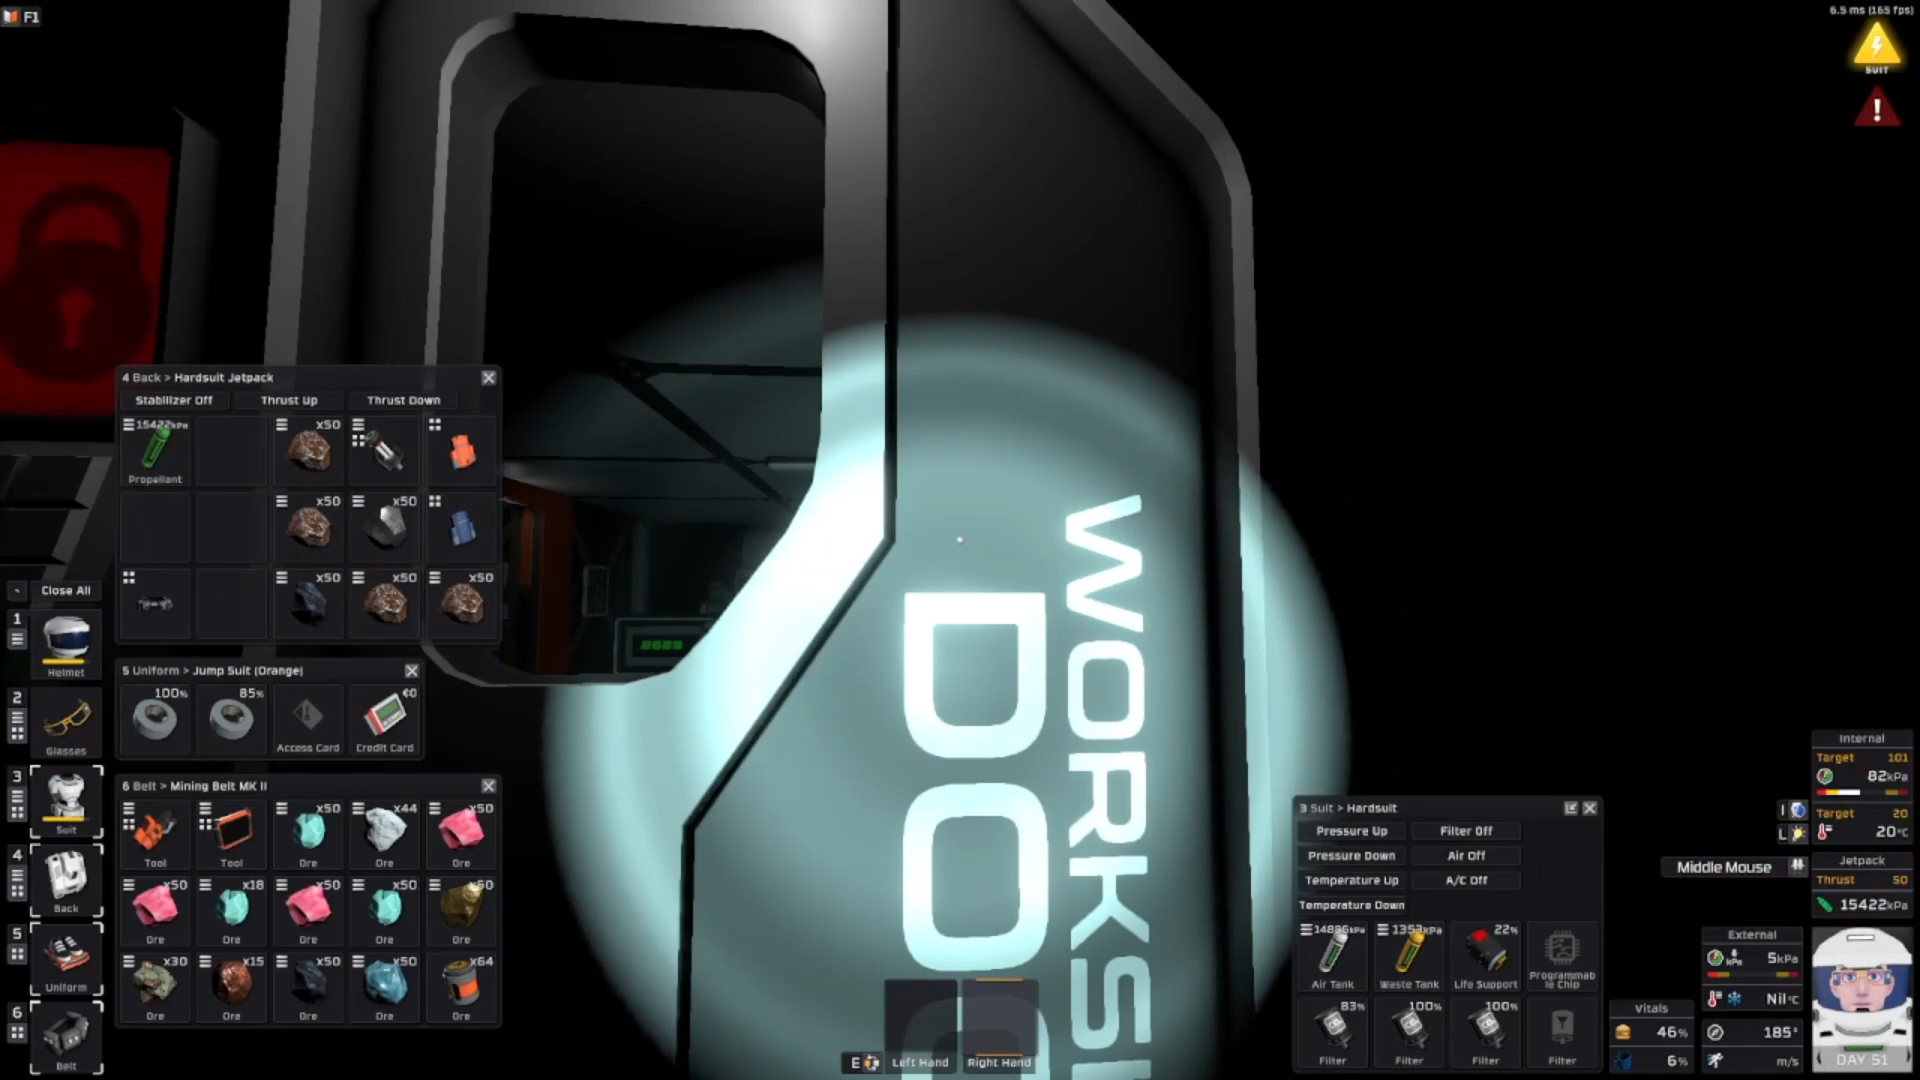 F1
6.5 ms (165 fps)
SUIT
4 Back > Hardsuit Jetpack
Stabilizer Off
Thrust Up
Thrust Down
15422kPa
x50
Propellant
x50
x50
x50
x50
x50
Close All
1
Helmet
2
Glasses
3
Suit
4
Back
5
Uniform
6
Belt
5 Uniform > Jump Suit (Orange)
100%
85%
€0
Access Card
Credit Card
6 Belt > Mining Belt MK II
x50
x44
x50
Tool
Tool
Ore
Ore
Ore
x50
x18
x50
x50
x50
Ore
Ore
Ore
Ore
Ore
x30
x15
x50
x50
x64
Ore
Ore
Ore
Ore
Ore
WORKS
DO
E
Left Hand
Right Hand
3 Suit > Hardsuit
Pressure Up
Filter Off
Pressure Down
Air Off
Temperature Up
A/C Off
Temperature Down
1353kPa
22%
Air Tank
Waste Tank
Life Support
Programmab
le Chip
83%
100%
100%
Filter
Filter
Filter
Filter
Internal
Target 101
82kPa
Target 20
20°C
I
L
Middle Mouse
Jetpack
Thrust 50
15422kPa
External
kPa
5kPa
Nil°C
185°
m/s
Vitals
46%
6%
DAY 51